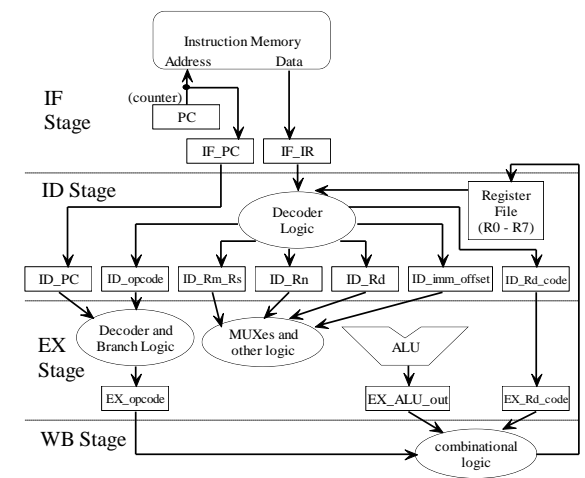 Instruction Memory
Address Data
IF
Stage
(counter)
PC
IF_PC
IF_IR
ID Stage
Decoder
Logic
Register
File
(R0 - R7)
ID_PC
ID_opcode
ID_Rm_Rs
ID_Rn
ID_Rd
ID_imm_offset
ID_Rd_code
EX
Stage
Decoder and
Branch Logic
MUXes and
other logic
ALU
EX_opcode
EX_ALU_out
EX_Rd_code
WB Stage
combinational
logic